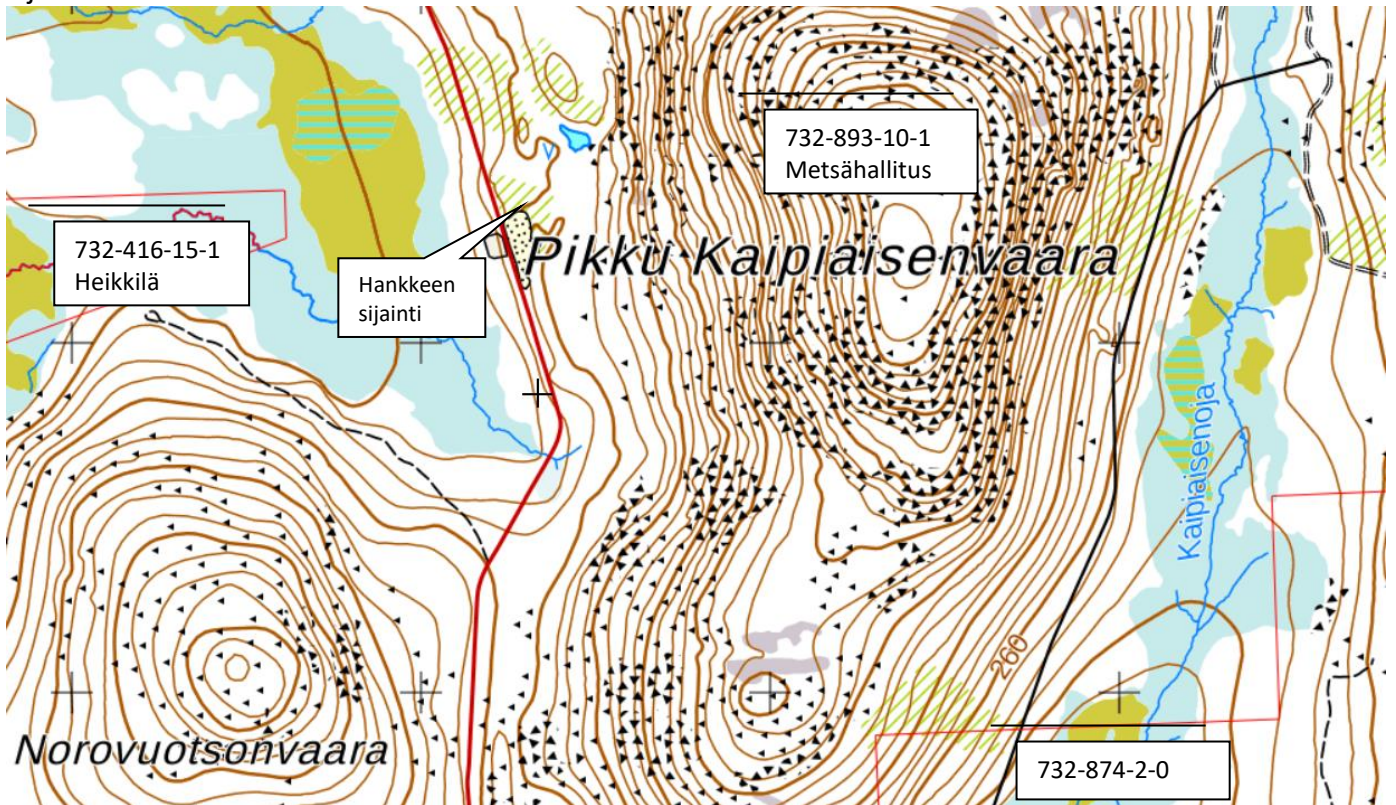 732-893-10-1
Metsähallitus
732-416-15-1
Heikkilä
Hankkeen
sijainti
Pikku Kaipiaisenvaara
Kaipiaisenoja
260
Norovuotsonvaara
732-874-2-0